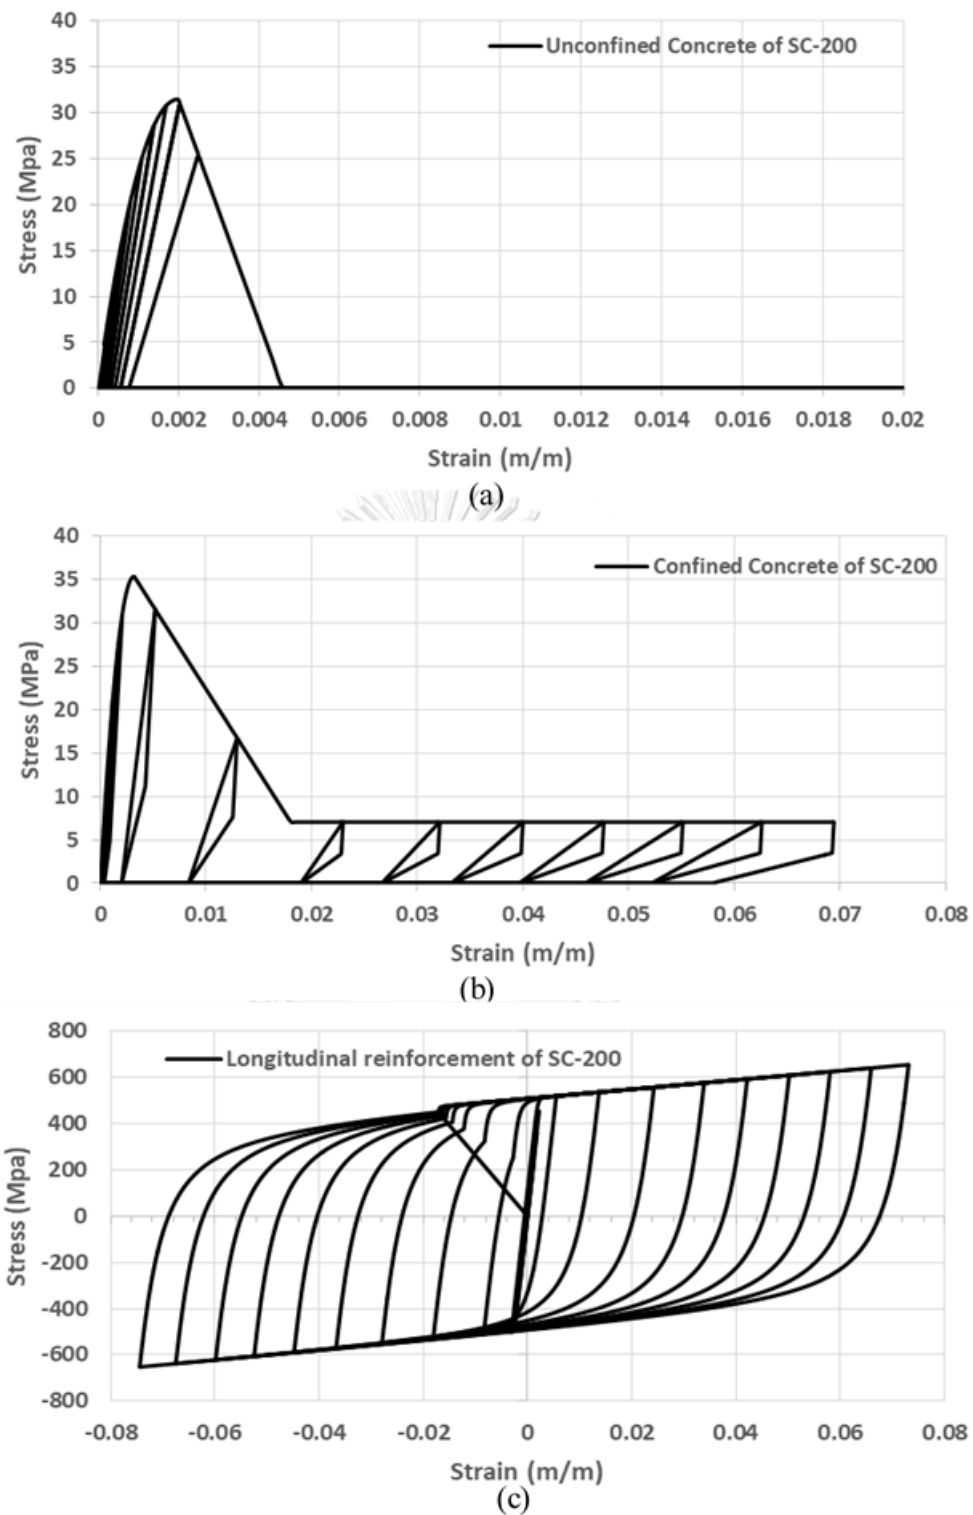 40
Unconfined Concrete of SC-200
35
30
25
20
15
10
5
0
Stress (Mpa)
0 0.002 0.004 0.006 0.008 0.01 0.012 0.014 0.016 0.018 0.02
Strain (m/m)
(a)
40
Confined Concrete of SC-200
35
30
25
20
15
10
5
0
Stress (MPa)
0 0.01 0.02 0.03 0.04 0.05 0.06 0.07 0.08
Strain (m/m)
(b)
800
Longitudinal reinforcement of SC-200
600
400
200
0
-200
-400
-600
-800
Stress (Mpa)
-0.08 -0.06 -0.04 -0.02 0 0.02 0.04 0.06 0.08
Strain (m/m)
(c)